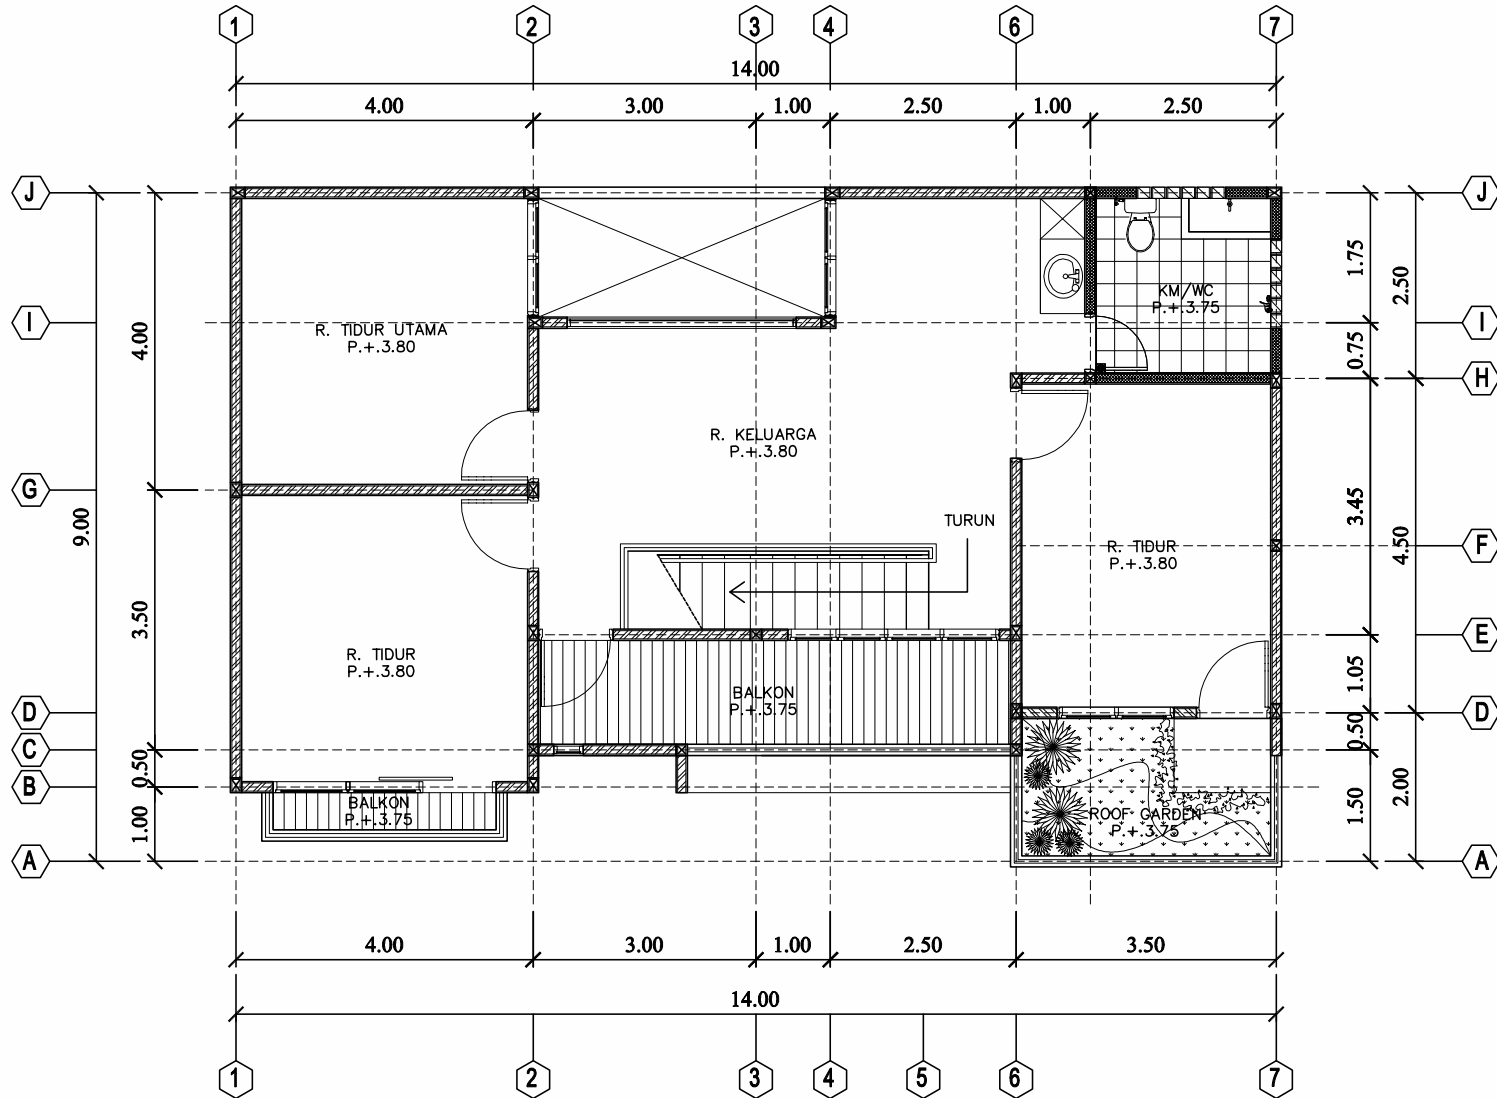 1 2 3 4 6 7
14.00
4.00 3.00 1.00 2.50 1.00 2.50
J J
1.75
2.50
KM/WC
P.+.3.75
I I
R. TIDUR UTAMA
P.+.3.80
4.00
0.75
H
R. KELUARGA
P.+.3.80
G
9.00
3.45
4.50
TURUN
R. TIDUR
P.+.3.80
F
3.50
E
R. TIDUR
P.+.3.80
1.05
BALKON
P.+.3.75
D D
0.50
C
0.50
B
2.00
1.50
1.00
BALKON
P.+.3.75
ROOF GARDEN
P.+.3.75
A A
4.00 3.00 1.00 2.50 3.50
14.00
1 2 3 4 5 6 7